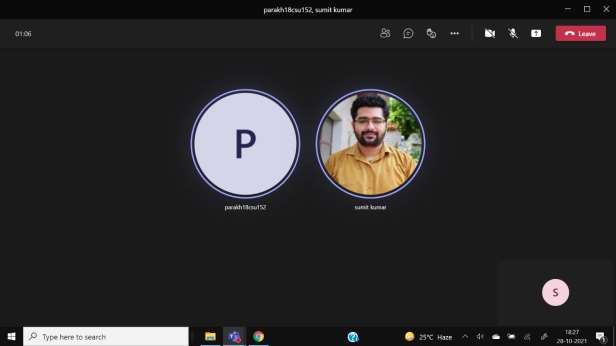 parakh18csu152, sumit kumar
01:06
Leave
P
parakh18csu152
sumit kumar
S
Type here to search
25°C Haze
18:27
28-10-2021